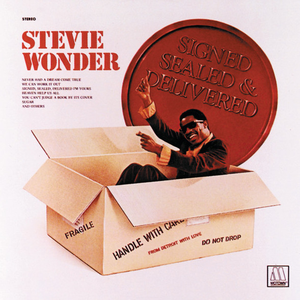 STEREO
STEVIE
WONDER
NEVER HAD A DREAM COME TRUE
WE CAN WORK IT OUT
SIGNED, SEALED, DELIVERED I'M YOURS
HEAVEN HELP US ALL
YOU CAN'T JUDGE A BOOK BY ITS COVER
SUGAR
AND OTHERS
SIGNED
SEALED &
DELIVERED
FRAGILE
HANDLE WITH CARE
FROM DETROIT WITH LOVE
DO NOT DROP
M
MOTOWN